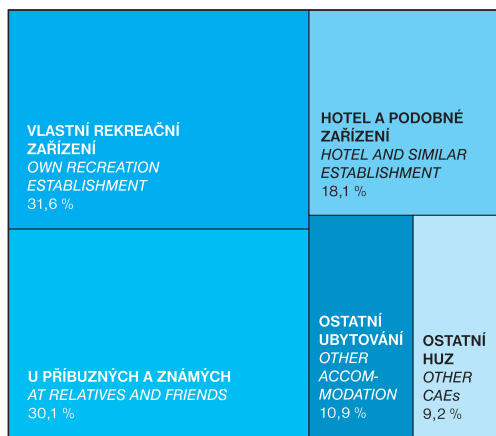 VLASTNÍ REKREAČNÍ
ZAŘÍZENÍ
OWN RECREATION
ESTABLISHMENT
31,6 %
HOTEL A PODOBNÉ
ZAŘÍZENÍ
HOTEL AND SIMILAR
ESTABLISHMENT
18,1 %
U PŘÍBUZNÝCH A ZNÁMÝCH
AT RELATIVES AND FRIENDS
30,1 %
OSTATNÍ
UBYTOVÁNÍ
OTHER
ACCOM-
MODATION
10,9 %
OSTATNÍ
HUZ
OTHER
CAEs
9,2 %